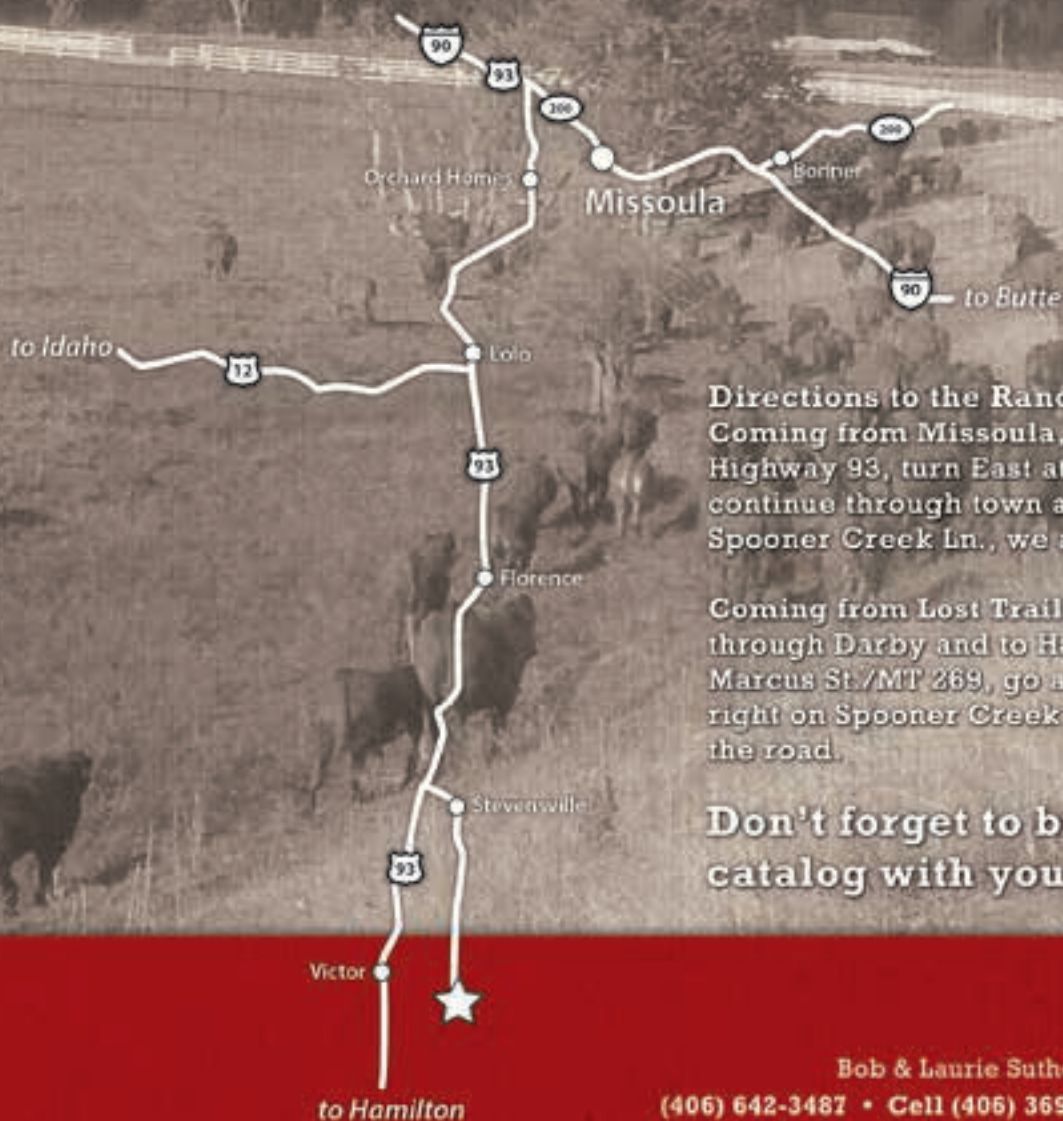 90
93
200
200
Orchard Homes
Bonner
Missoula
90
to Butte
to Idaho
12
Lolo
93
Florence
Stevensville
93
Victor
to Hamilton
Directions to the Ranc
Coming from Missoula,
Highway 93, turn East a
continue through town a
Spooner Creek Ln., we a
Coming from Lost Trail
through Darby and to Ha
Marcus St./MT 269, go a
right on Spooner Creek
the road.
Don't forget to b
catalog with you
Bob & Laurie Suth
(406) 642-3487 • Cell (406) 369